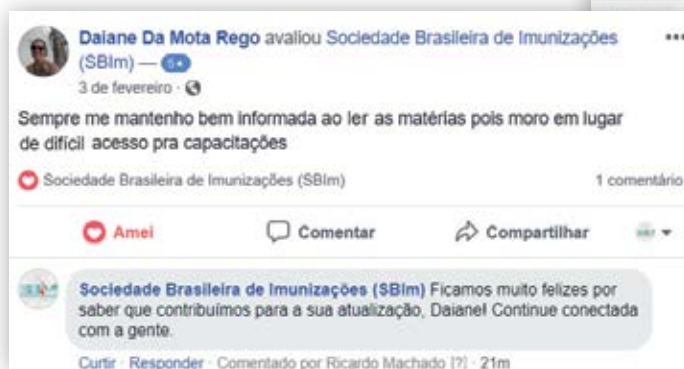 Daiane Da Mota Rego avaliou Sociedade Brasileira de Imunizações
(SBIm) — 5★
3 de fevereiro ·
Sempre me mantenho bem informada ao ler as matérias pois moro em lugar
de difícil acesso pra capacitações
Sociedade Brasileira de Imunizações (SBIm) 1 comentário
Amei Comentar Compartilhar
Sociedade Brasileira de Imunizações (SBIm) Ficamos muito felizes por
saber que contribuímos para a sua atualização, Daiane! Continue conectada
com a gente.
Curtir · Responder · Comentado por Ricardo Machado [?] · 21m